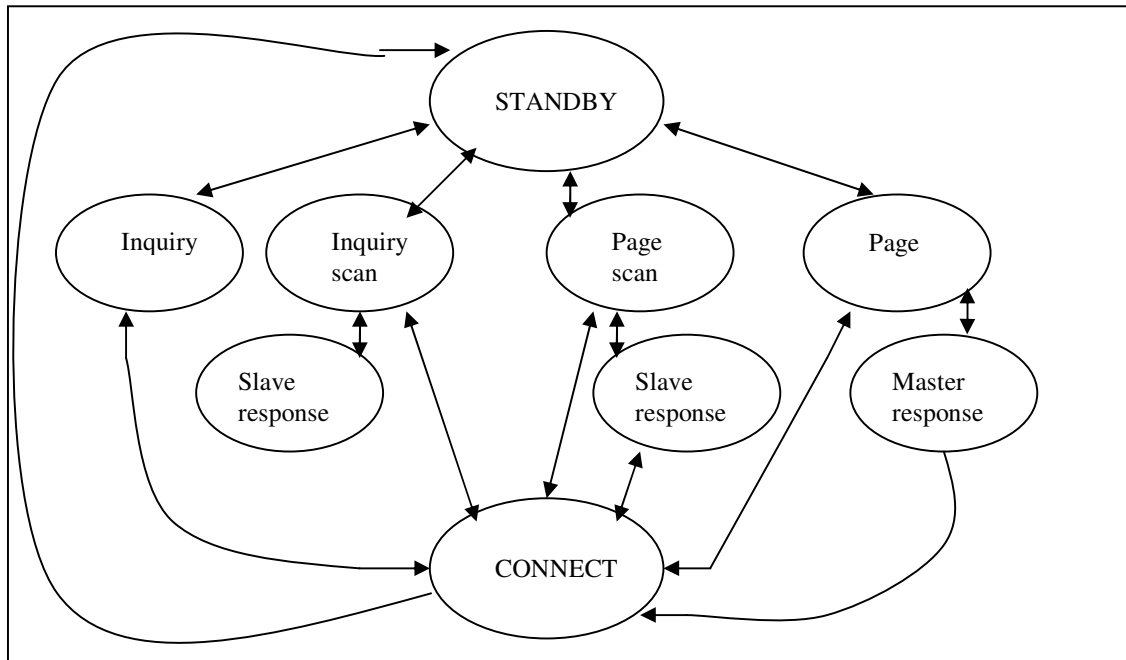 STANDBY
Inquiry
Inquiry
scan
Page
scan
Page
Slave
response
Slave
response
Master
response
CONNECT